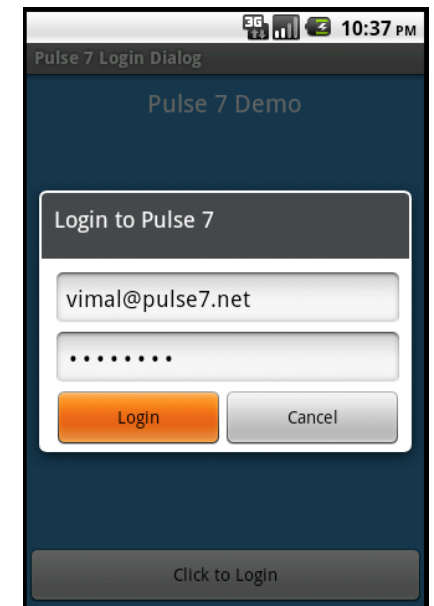 3G 10:37 PM
Pulse 7 Login Dialog
Pulse 7 Demo
Login to Pulse 7
vimal@pulse7.net
••••••••
Login Cancel
Click to Login